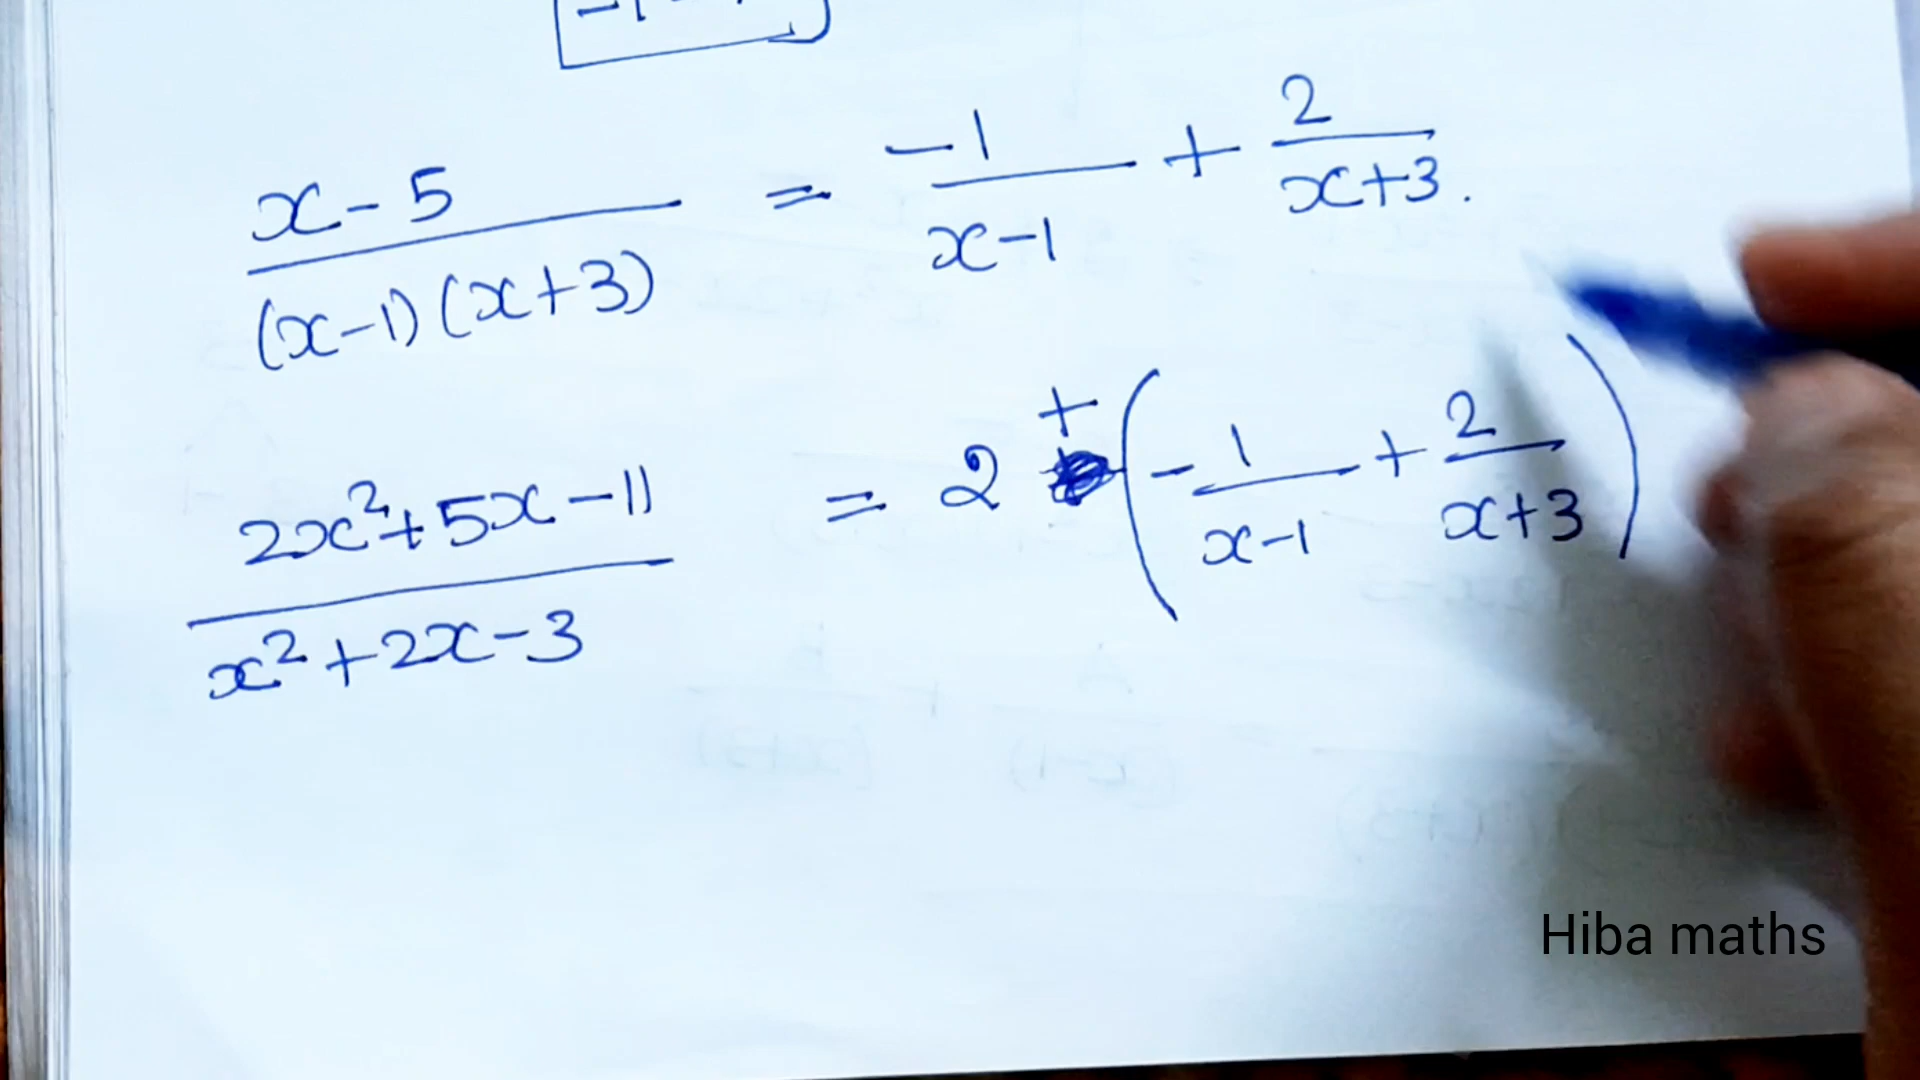 x-5 / (x-1)(x+3) = -1/(x-1) + 2/(x+3).
2x²+5x-11 / x²+2x-3 = 2 + (-1/(x-1) + 2/(x+3))
Hiba maths